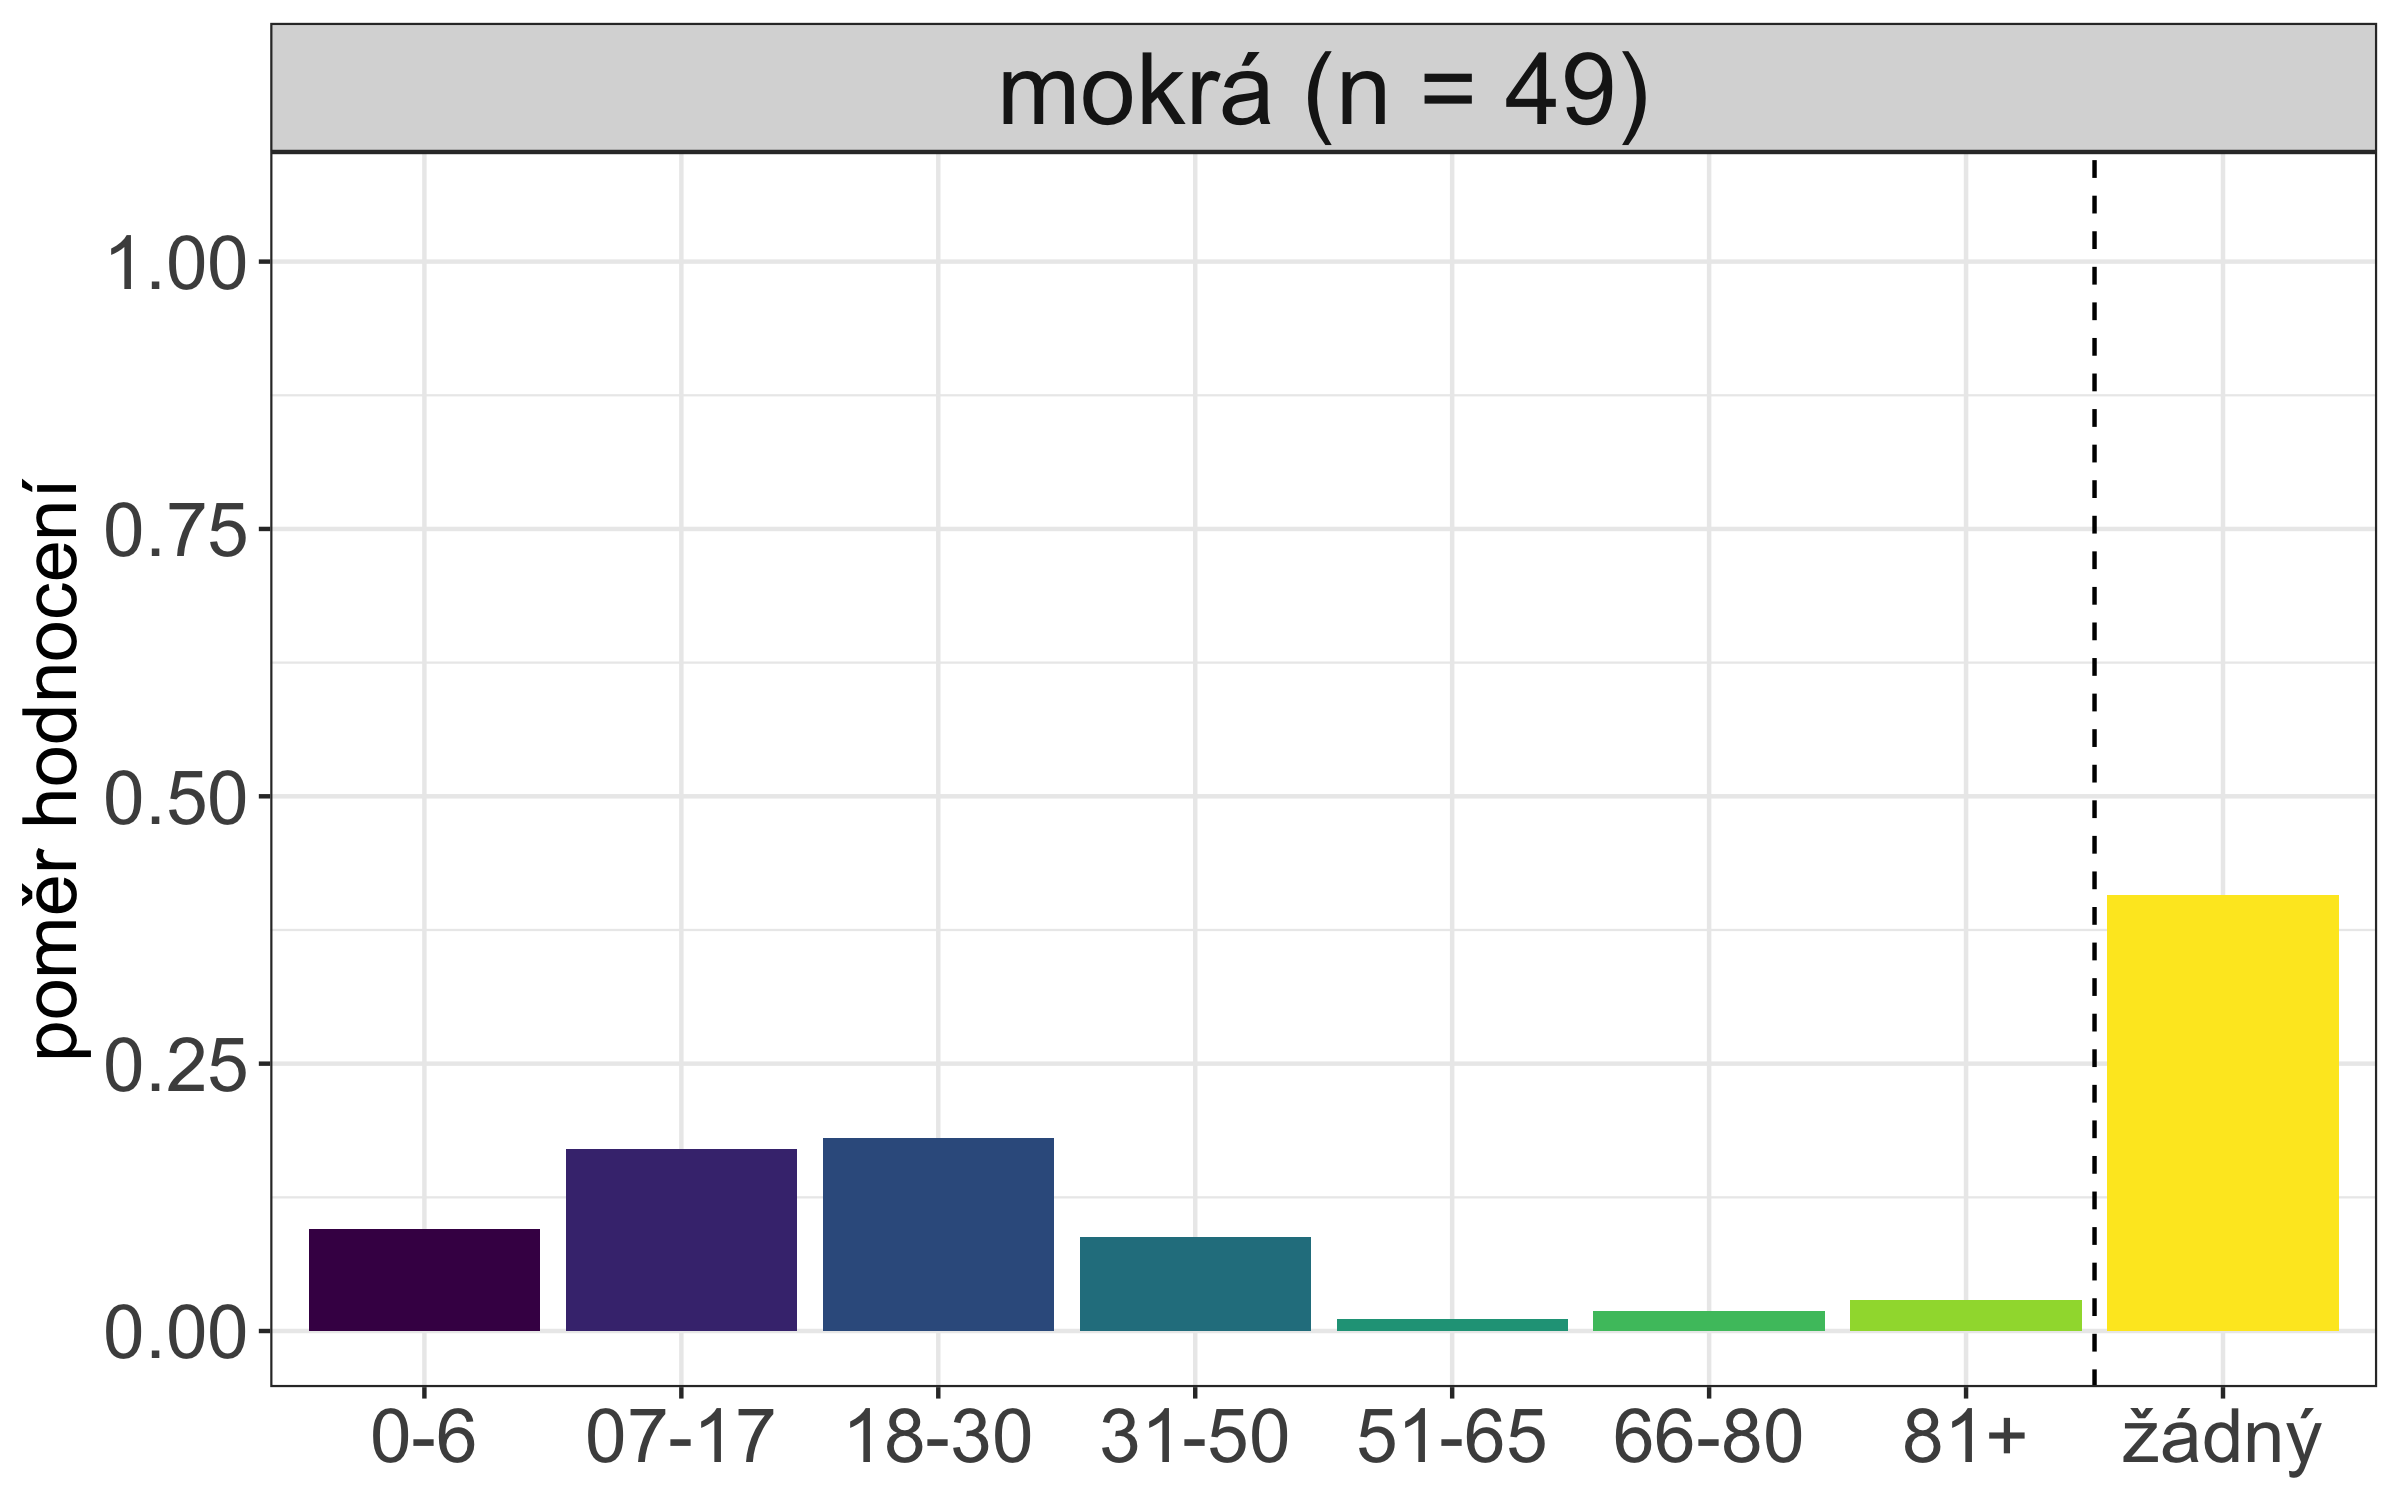 mokrá (n = 49)
poměr hodnocení
1.00
0.75
0.50
0.25
0.00
0-6 07-17 18-30 31-50 51-65 66-80 81+ žádný